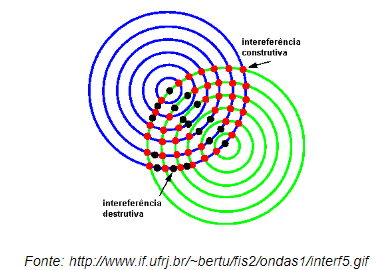 intereferência
construtiva
intereferência
destrutiva
Fonte: http://www.if.ufrj.br/~bertu/fis2/ondas1/interf5.gif